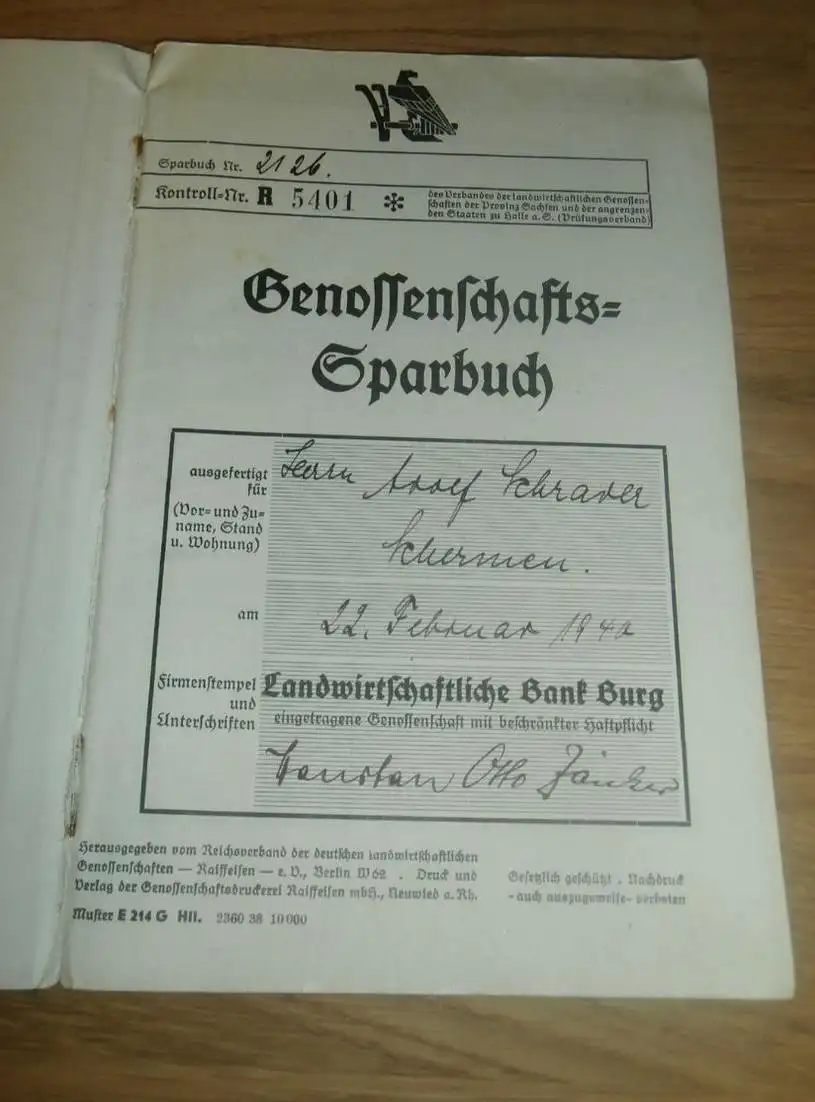 Sparbuch Nr. 2126.
Kontroll=Nr. R 5401 *
des Verbandes der landwirtschaftlichen Genossen-
schaften der Provinz Sachsen und der angrenzen-
den Staaten zu Halle a. S. (Prüfungsverband)
Genossenschafts=
Sparbuch
ausgefertigt
für
(Vor= und Zu=
name, Stand
u. Wohnung)
Herrn Adolf Schrader
Schermen.
am 22. Februar 1940
Firmenstempel
und
Unterschriften
Landwirtschaftliche Bank Burg
eingetragene Genossenschaft mit beschränkter Haftpflicht
Otto
Herausgegeben vom Reichsverband der deutschen landwirtschaftlichen
Genossenschaften — Raiffeisen — e. V., Berlin W 62 . Druck und
Verlag der Genossenschaftsdruckerei Raiffeisen mbH., Neuwied a. Rh.
Gesetzlich geschützt . Nachdruck
- auch auszugsweise- verboten
Muster E 214 G HII. 2360 38 10 000